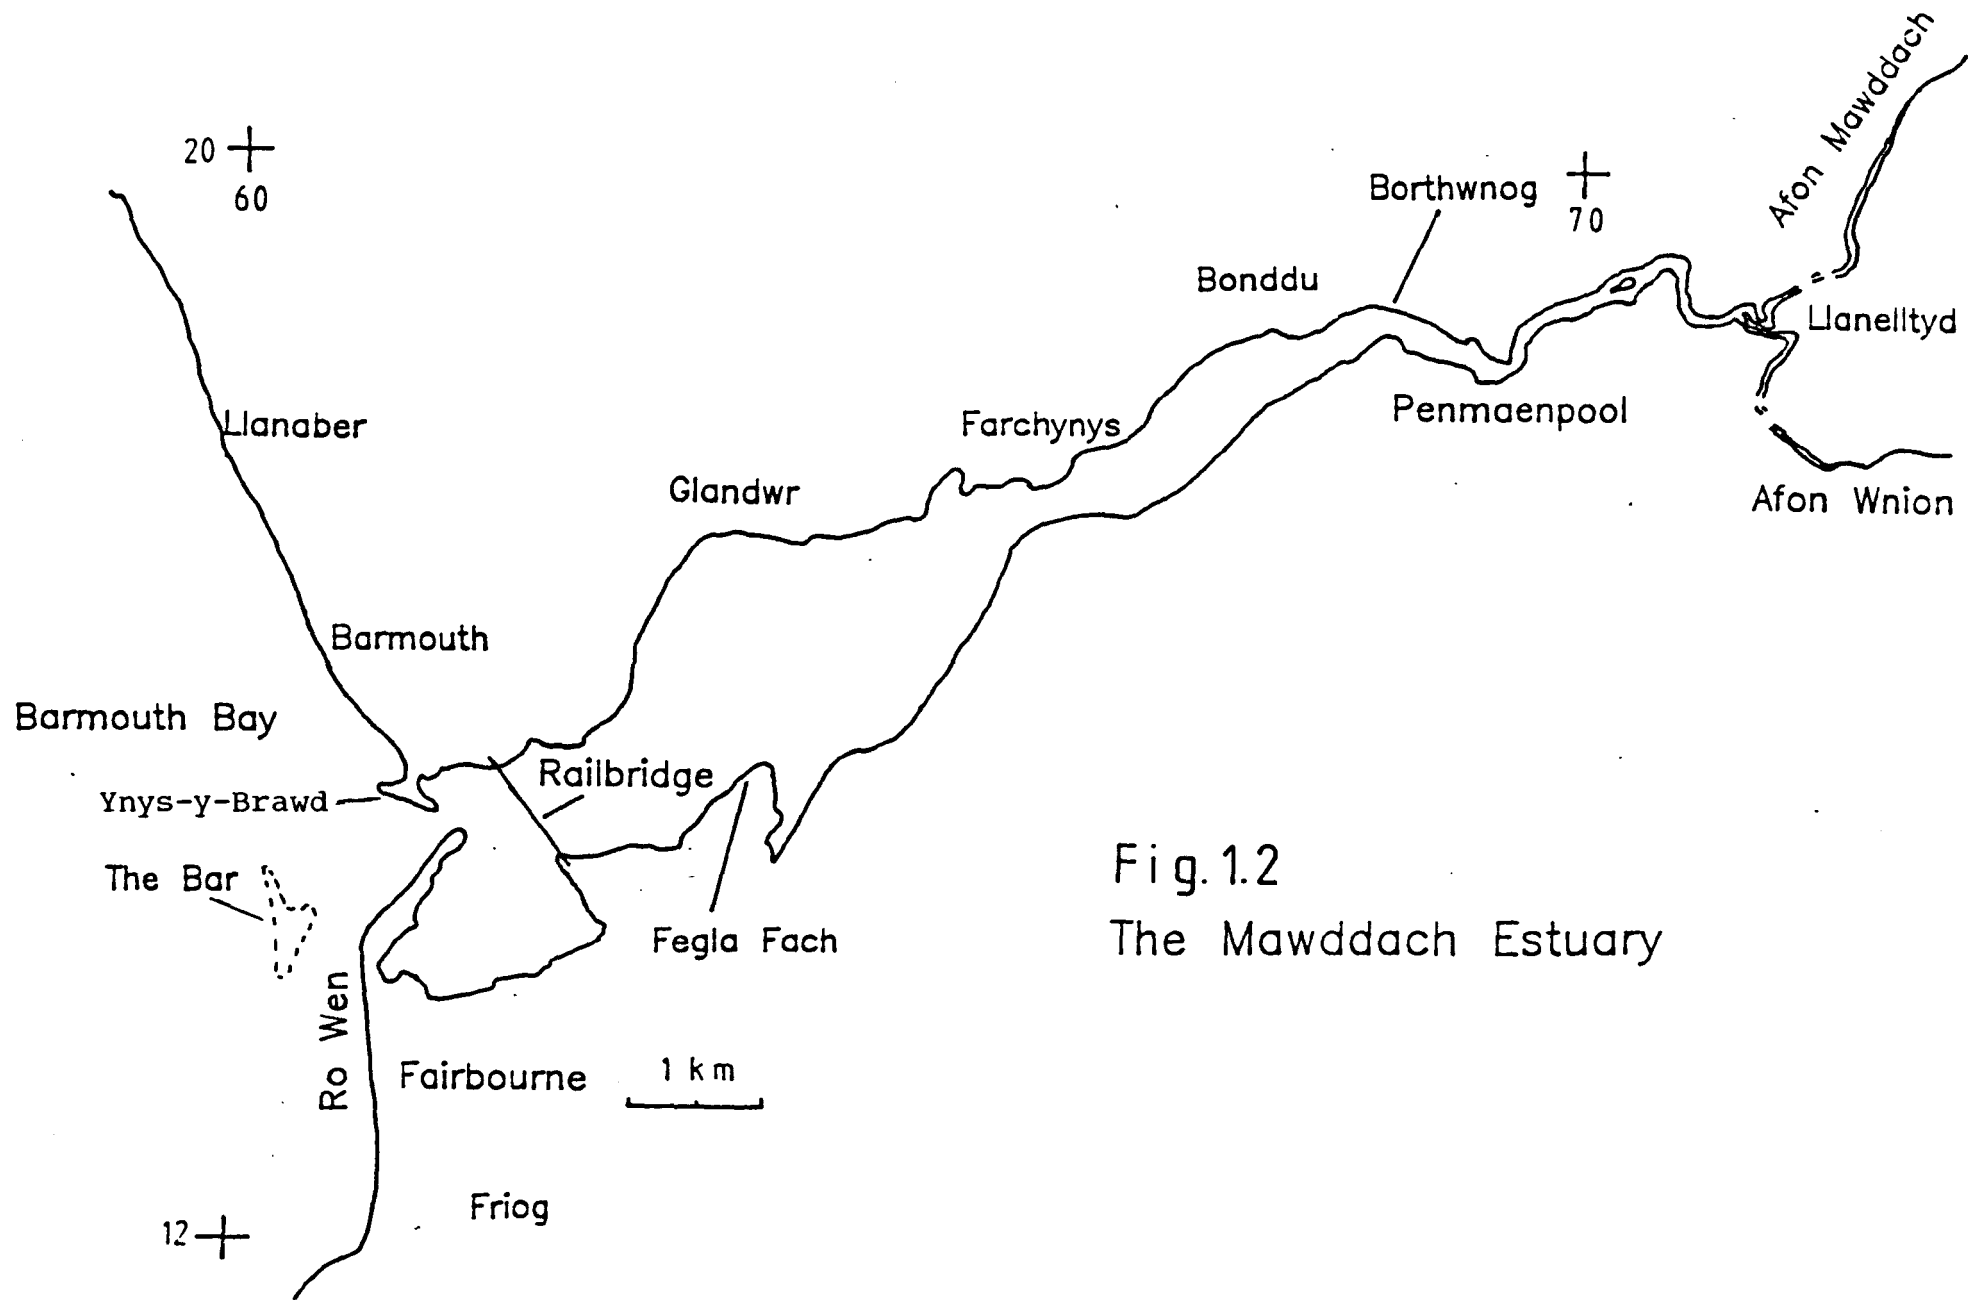 Afon Mawddach
20
60
Borthwnog
70
Bonddu
Llanelltyd
Llanaber
Farchynys
Penmaenpool
Glandwr
Afon Wnion
Barmouth
Barmouth Bay
Railbridge
Ynys-y-Brawd
The Bar
Fegla Fach
Fig. 1.2
The Mawddach Estuary
Ro Wen
Fairbourne
1 km
Friog
12